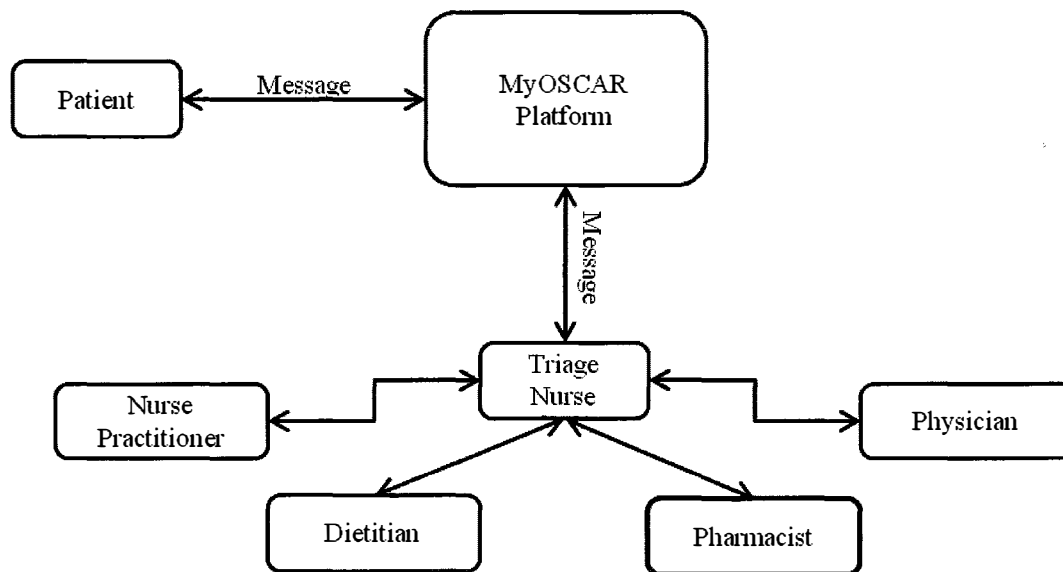 Patient
Message
MyOSCAR
Platform
Message
Triage
Nurse
Nurse
Practitioner
Physician
Dietitian
Pharmacist